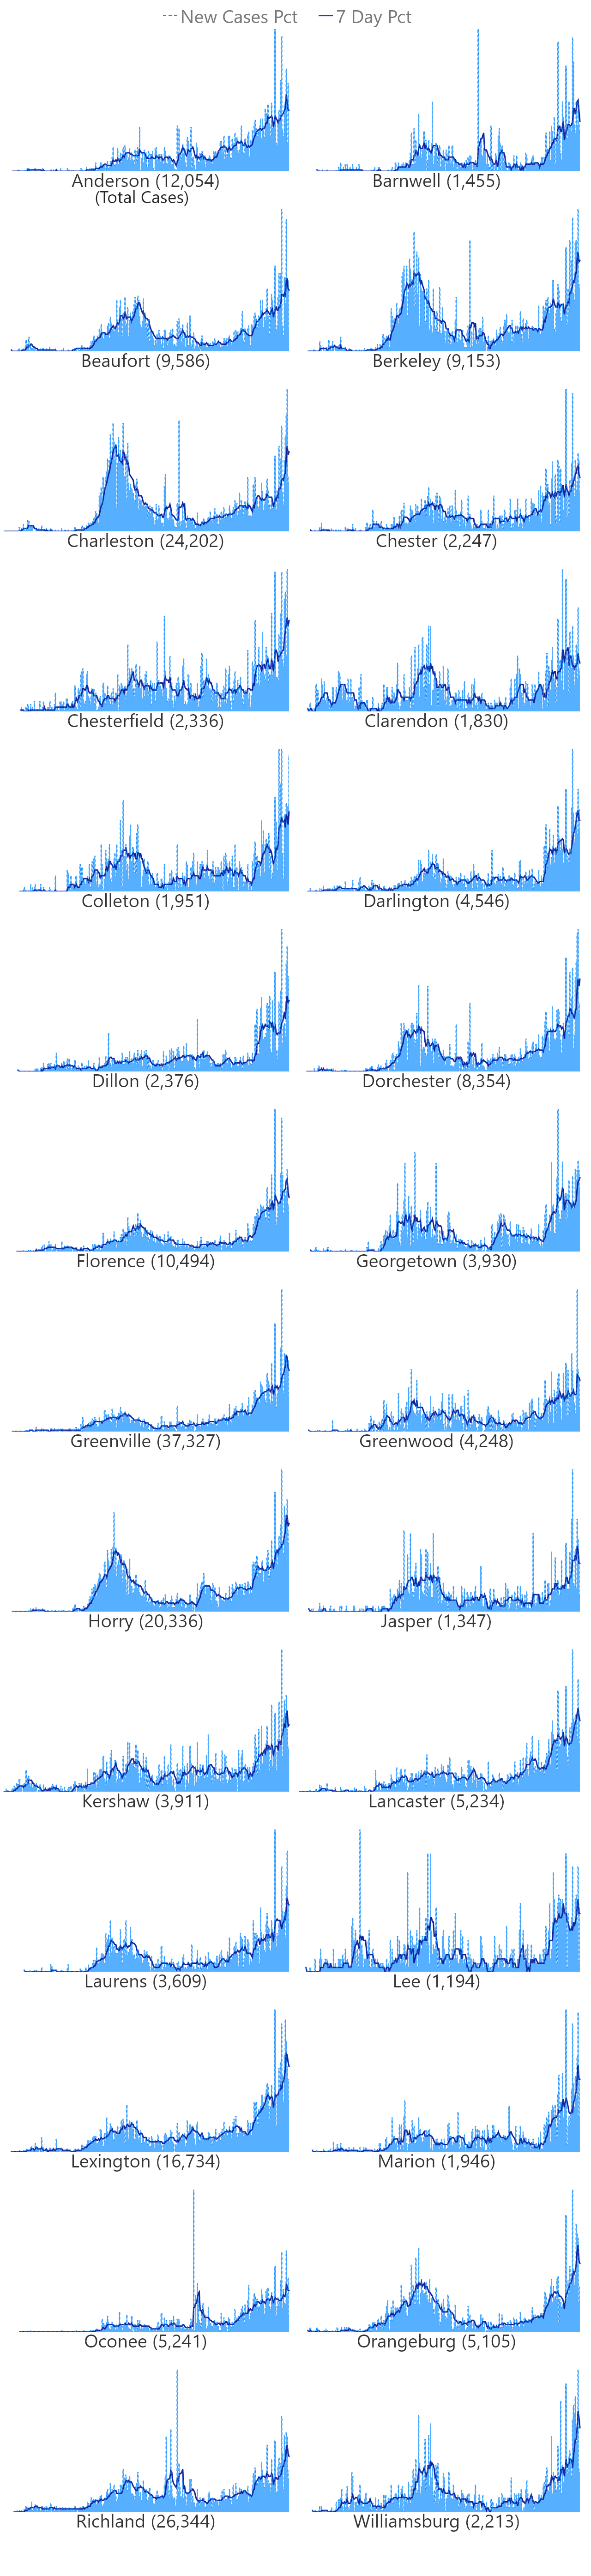 New Cases Pct 7 Day Pct
Anderson (12,054) Barnwell (1,455)
(Total Cases)
Beaufort (9,586) Berkeley (9,153)
Charleston (24,202) Chester (2,247)
Chesterfield (2,336) Clarendon (1,830)
Colleton (1,951) Darlington (4,546)
Dillon (2,376) Dorchester (8,354)
Florence (10,494) Georgetown (3,930)
Greenville (37,327) Greenwood (4,248)
Horry (20,336) Jasper (1,347)
Kershaw (3,911) Lancaster (5,234)
Laurens (3,609) Lee (1,194)
Lexington (16,734) Marion (1,946)
Oconee (5,241) Orangeburg (5,105)
Richland (26,344) Williamsburg (2,213)